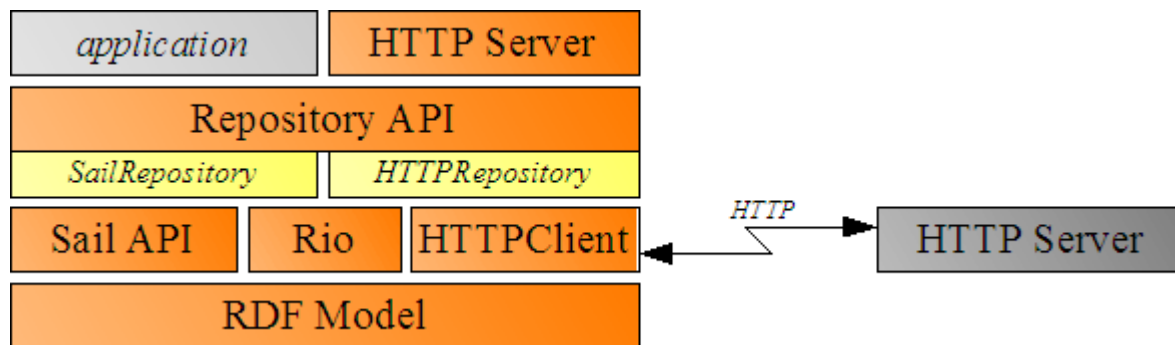 application
HTTP Server
Repository API
SailRepository
HTTPRepository
Sail API
Rio
HTTPClient
HTTP
HTTP Server
RDF Model